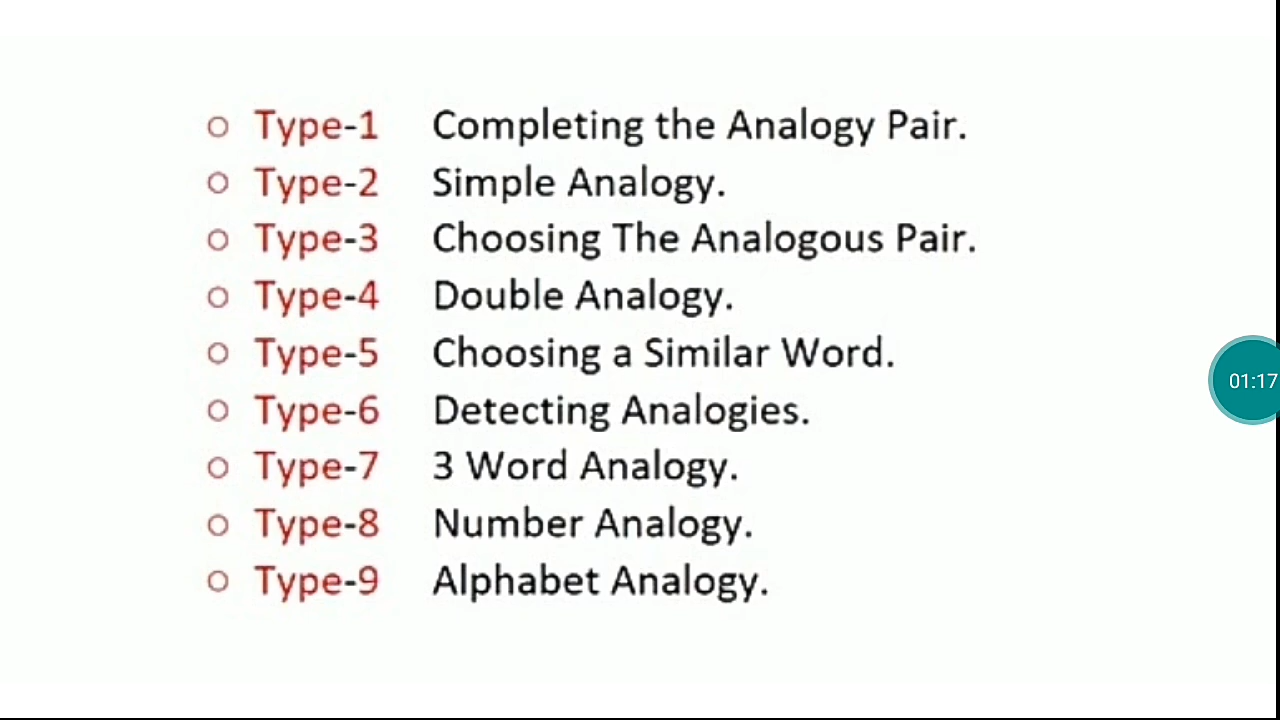 Type-1 Completing the Analogy Pair.
Type-2 Simple Analogy.
Type-3 Choosing The Analogous Pair.
Type-4 Double Analogy.
Type-5 Choosing a Similar Word.
Type-6 Detecting Analogies.
Type-7 3 Word Analogy.
Type-8 Number Analogy.
Type-9 Alphabet Analogy.
01:17